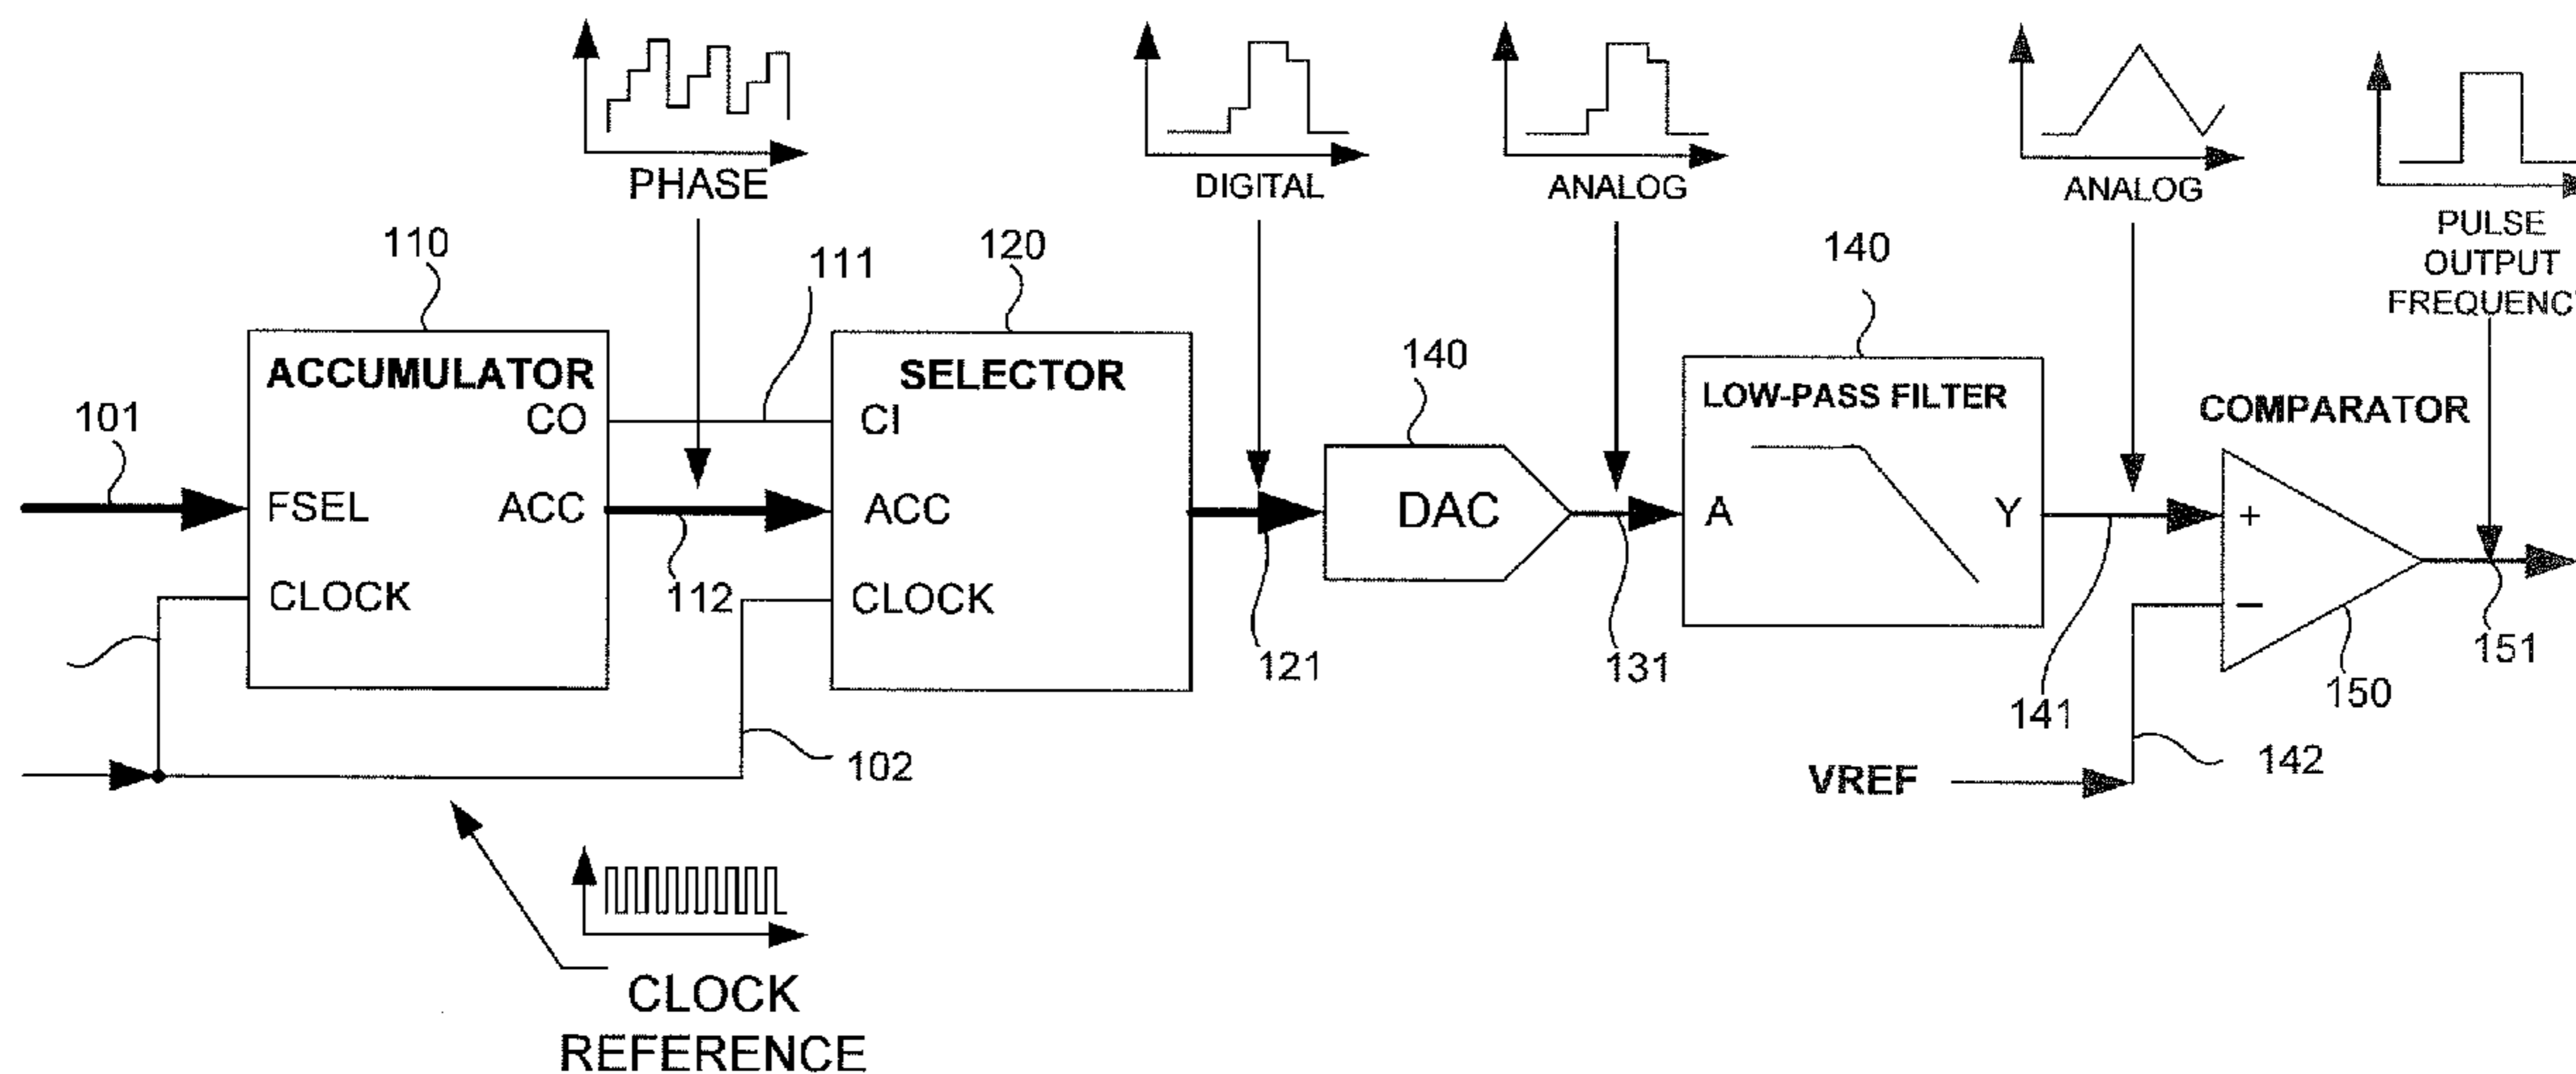 PHASE
DIGITAL
ANALOG
ANALOG
PULSE
OUTPUT
FREQUENC
110
111
120
140
140
ACCUMULATOR
SELECTOR
LOW-PASS FILTER
COMPARATOR
101
CO
CI
FSEL
ACC
ACC
DAC
A
Y
+
−
CLOCK
112
CLOCK
121
131
141
150
151
102
VREF
142
CLOCK
REFERENCE